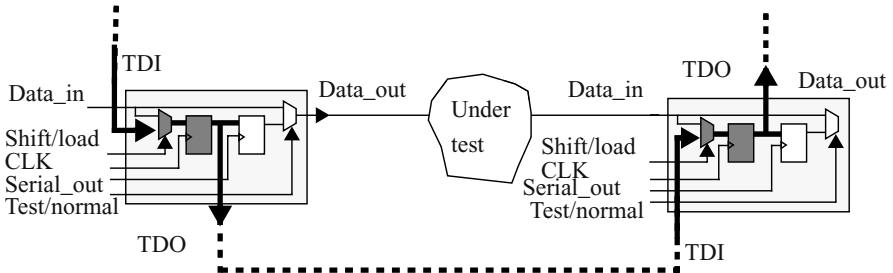 TDI
Data_in
Data_out
Shift/load
CLK
Serial_out
Test/normal
TDO
Under
test
Data_in
TDO
Data_out
Shift/load
CLK
Serial_out
Test/normal
TDI